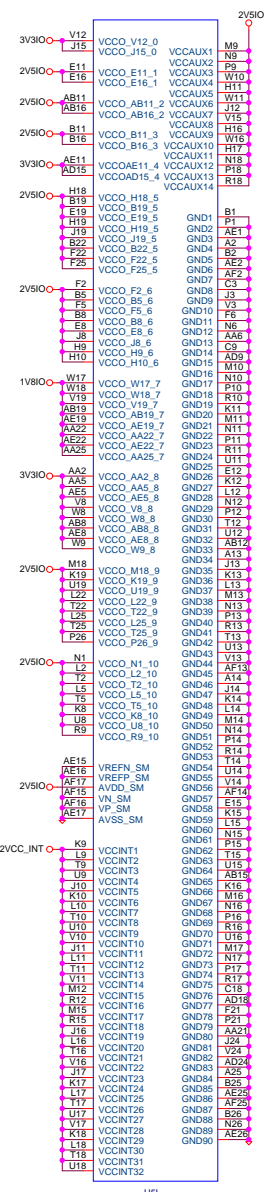 3V3IO V12 VCCO_V12_0
J15 VCCO_J15_0
2V5IO E11 VCCO_E11_1
E16 VCCO_E16_1
2V5IO AB11 VCCO_AB11_2
AB16 VCCO_AB16_2
2V5IO B11 VCCO_B11_3
B16 VCCO_B16_3
3V3IO AE11 VCCOAE11_4
AD15 VCCOAD15_4
2V5IO H18 VCCO_H18_5
B19 VCCO_B19_5
E19 VCCO_E19_5
H19 VCCO_H19_5
J19 VCCO_J19_5
B22 VCCO_B22_5
F22 VCCO_F22_5
F25 VCCO_F25_5
2V5IO F2 VCCO_F2_6
B5 VCCO_B5_6
F5 VCCO_F5_6
B8 VCCO_B8_6
E8 VCCO_E8_6
J8 VCCO_J8_6
H9 VCCO_H9_6
H10 VCCO_H10_6
1V8IO W17 VCCO_W17_7
W18 VCCO_W18_7
V19 VCCO_V19_7
AB19 VCCO_AB19_7
AE19 VCCO_AE19_7
AA22 VCCO_AA22_7
AE22 VCCO_AE22_7
AA25 VCCO_AA25_7
3V3IO AA2 VCCO_AA2_8
AA5 VCCO_AA5_8
AE5 VCCO_AE5_8
V8 VCCO_V8_8
W8 VCCO_W8_8
AB8 VCCO_AB8_8
AE8 VCCO_AE8_8
W9 VCCO_W9_8
2V5IO M18 VCCO_M18_9
K19 VCCO_K19_9
U19 VCCO_U19_9
L22 VCCO_L22_9
T22 VCCO_T22_9
L25 VCCO_L25_9
T25 VCCO_T25_9
P26 VCCO_P26_9
2V5IO N1 VCCO_N1_10
L2 VCCO_L2_10
T2 VCCO_T2_10
L5 VCCO_L5_10
T5 VCCO_T5_10
K8 VCCO_K8_10
U8 VCCO_U8_10
R9 VCCO_R9_10
AE15 VREFN_SM
AE16 VREFP_SM
2V5IO AF17 AVDD_SM
AF15 VN_SM
AF16 VP_SM
AE17 AVSS_SM
2VCC_INT K9 VCCINT1
L9 VCCINT2
T9 VCCINT3
U9 VCCINT4
J10 VCCINT5
K10 VCCINT6
L10 VCCINT7
T10 VCCINT8
U10 VCCINT9
V10 VCCINT10
J11 VCCINT11
L11 VCCINT12
T11 VCCINT13
V11 VCCINT14
M12 VCCINT15
R12 VCCINT16
M15 VCCINT17
R15 VCCINT18
J16 VCCINT19
L16 VCCINT20
T16 VCCINT21
V16 VCCINT22
J17 VCCINT23
K17 VCCINT24
L17 VCCINT25
T17 VCCINT26
U17 VCCINT27
V17 VCCINT28
K18 VCCINT29
L18 VCCINT30
T18 VCCINT31
U18 VCCINT32
2V5IO
VCCAUX1 M9
VCCAUX2 N9
VCCAUX3 P9
VCCAUX4 W10
VCCAUX5 H11
VCCAUX6 W11
VCCAUX7 J12
VCCAUX8 V15
VCCAUX9 H16
VCCAUX10 W16
VCCAUX11 H17
VCCAUX12 N18
VCCAUX13 P18
VCCAUX14 R18
GND1 B1
GND2 P1
GND3 AE1
GND4 A2
GND5 B2
GND6 AE2
GND7 AF2
GND8 C3
GND9 J3
GND10 V3
GND11 F6
GND12 N6
GND13 AA6
GND14 C9
GND15 AD9
GND16 M10
GND17 N10
GND18 P10
GND19 R10
GND20 K11
GND21 M11
GND22 N11
GND23 P11
GND24 R11
GND25 U11
GND26 E12
GND27 K12
GND28 L12
GND29 N12
GND30 P12
GND31 T12
GND32 U12
GND33 AB12
GND34 A13
GND35 J13
GND36 K13
GND37 L13
GND38 M13
GND39 N13
GND40 P13
GND41 R13
GND42 T13
GND43 U13
GND44 V13
GND45 AF13
GND46 A14
GND47 J14
GND48 K14
GND49 L14
GND50 M14
GND51 N14
GND52 P14
GND53 R14
GND54 T14
GND55 U14
GND56 V14
GND57 AF14
GND58 E15
GND59 K15
GND60 L15
GND61 N15
GND62 P15
GND63 T15
GND64 U15
GND65 AB15
GND66 K16
GND67 M16
GND68 N16
GND69 P16
GND70 R16
GND71 U16
GND72 M17
GND73 N17
GND74 P17
GND75 R17
GND76 C18
GND77 AD18
GND78 F21
GND79 P21
GND80 AA21
GND81 J24
GND82 V24
GND83 AD24
GND84 A25
GND85 B25
GND86 AE25
GND87 AF25
GND88 B26
GND89 N26
GND90 AE26